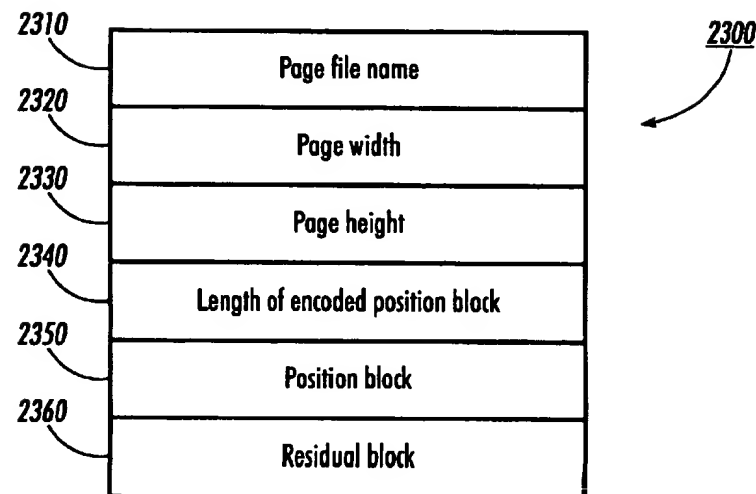 2310
Page file name
2300
2320
Page width
2330
Page height
2340
Length of encoded position block
2350
Position block
2360
Residual block